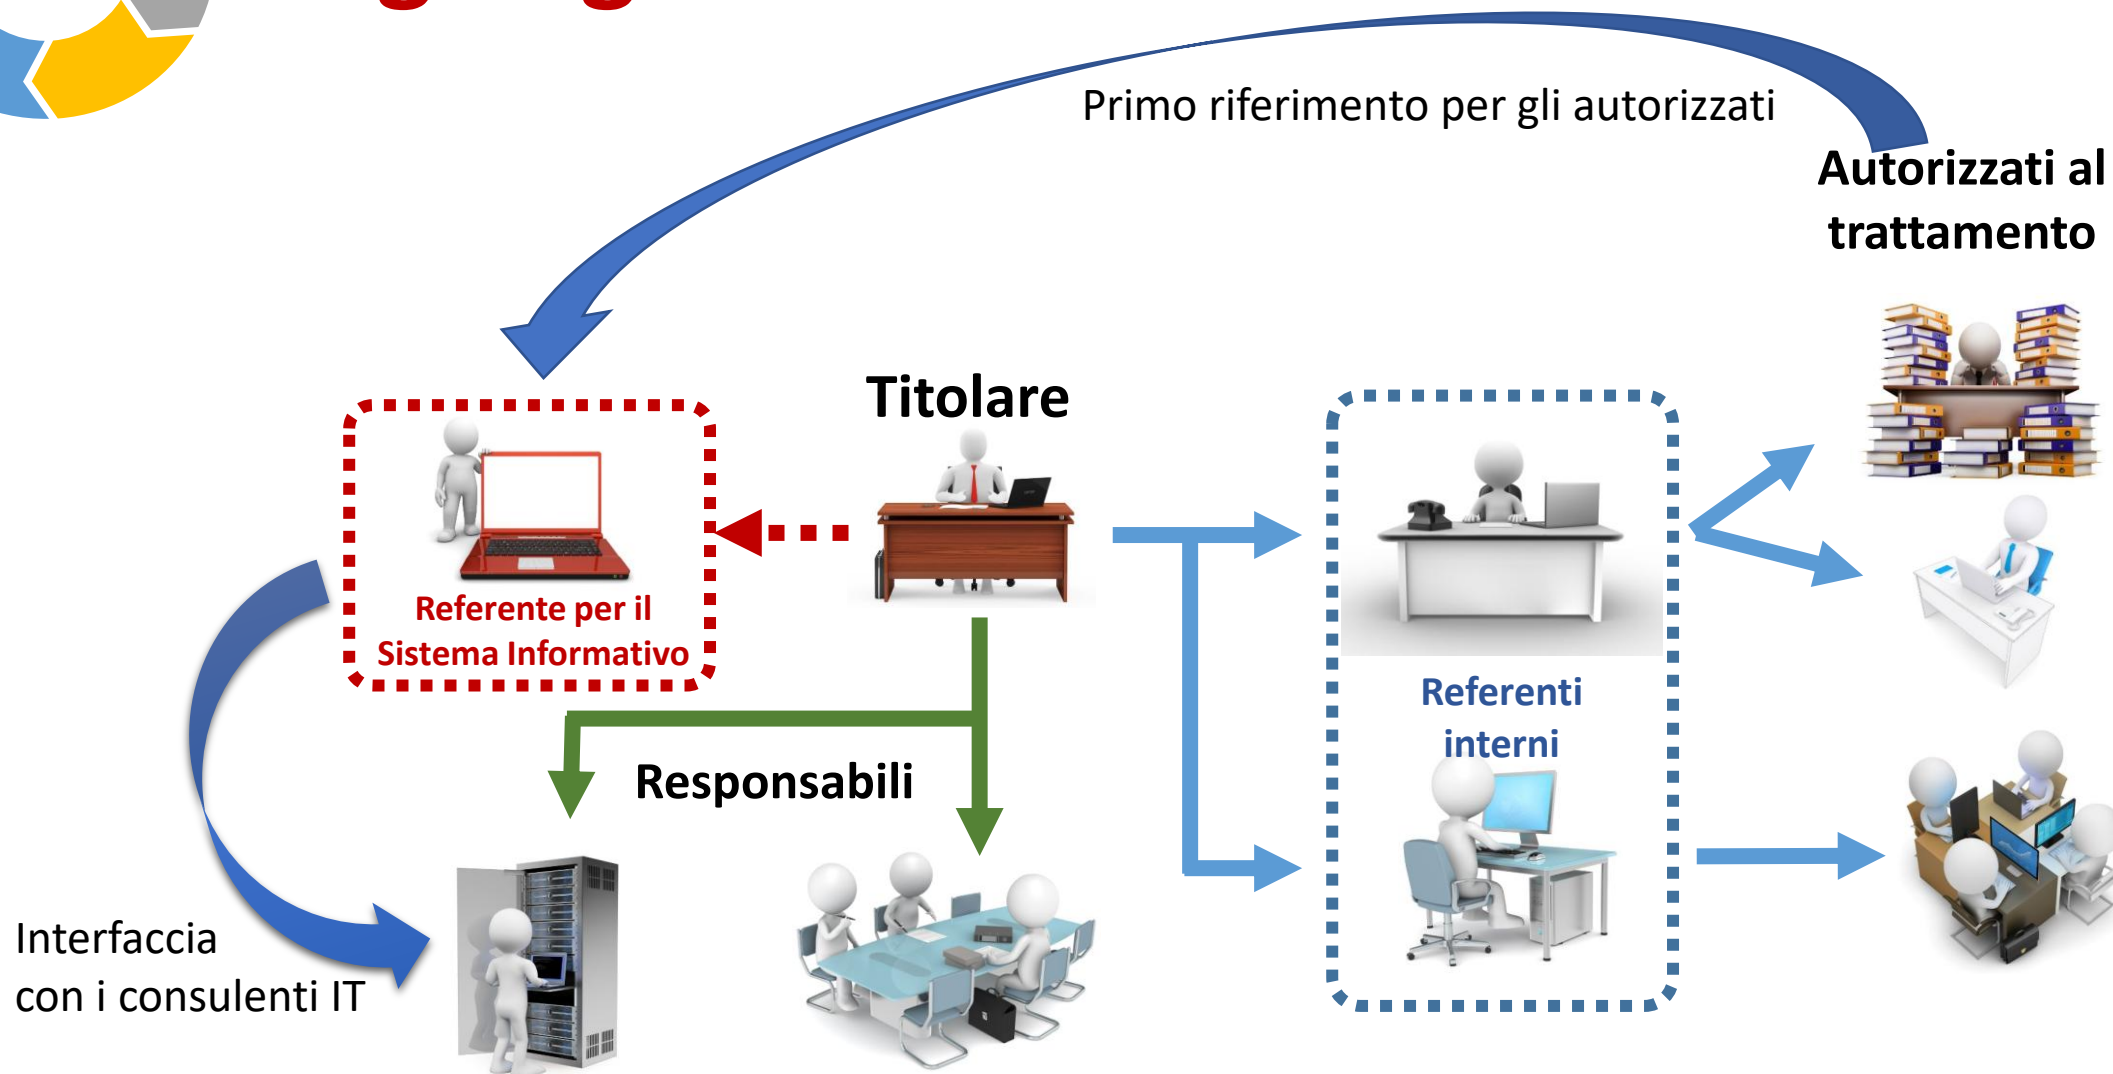 Primo riferimento per gli autorizzati
Autorizzati al
trattamento
Titolare
Referente per il
Sistema Informativo
Referenti
interni
Responsabili
Interfaccia
con i consulenti IT